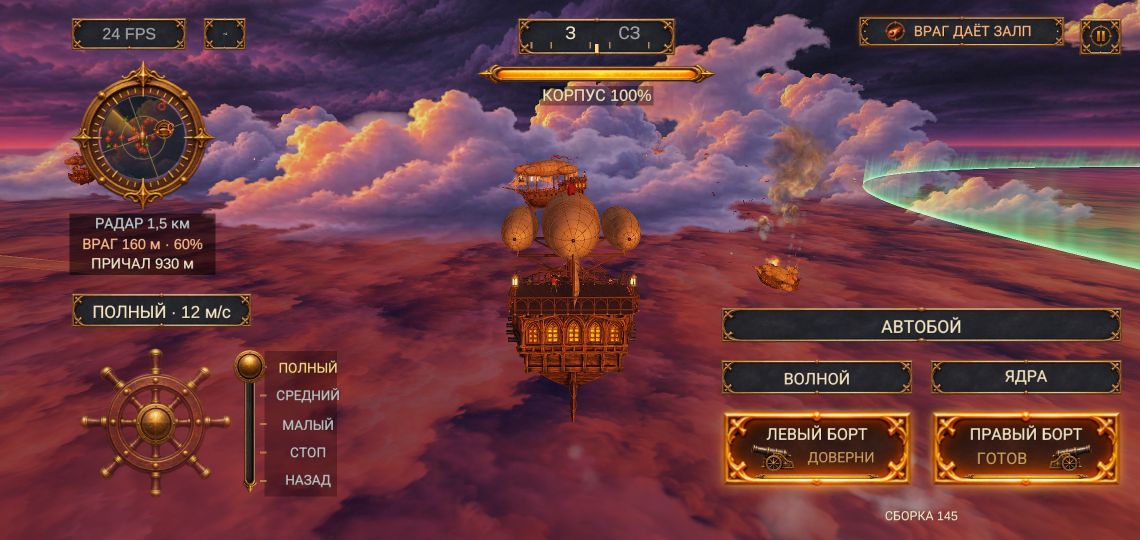 24 FPS
З СЗ
ВРАГ ДАЁТ ЗАЛП
КОРПУС 100%
РАДАР 1,5 км
ВРАГ 160 м · 60%
ПРИЧАЛ 930 м
ПОЛНЫЙ · 12 м/с
ПОЛНЫЙ
СРЕДНИЙ
МАЛЫЙ
СТОП
НАЗАД
АВТОБОЙ
ВОЛНОЙ
ЯДРА
ЛЕВЫЙ БОРТ
ДОВЕРНИ
ПРАВЫЙ БОРТ
ГОТОВ
СБОРКА 145